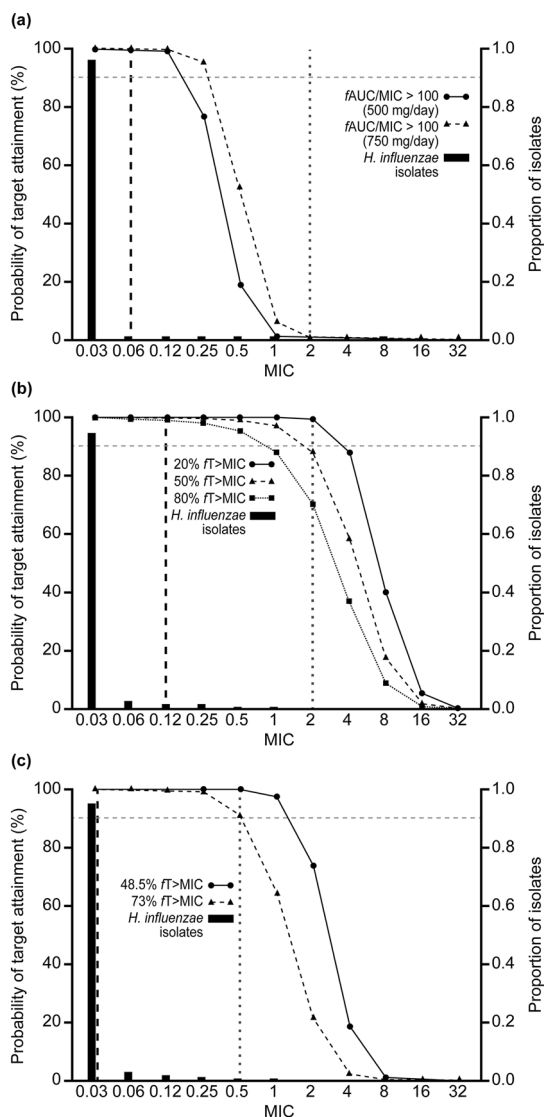 (a)
Probability of target attainment (%)
100
80
60
40
20
0
fAUC/MIC > 100
(500 mg/day)
fAUC/MIC > 100
(750 mg/day)
H. influenzae
isolates
1.0
0.8
0.6
0.4
0.2
0.0
Proportion of isolates
0.03 0.06 0.12 0.25 0.5 1 2 4 8 16 32
MIC
(b)
Probability of target attainment (%)
100
80
60
40
20
0
20% fT>MIC
50% fT>MIC
80% fT>MIC
H. influenzae
isolates
1.0
0.8
0.6
0.4
0.2
0.0
Proportion of isolates
0.03 0.06 0.12 0.25 0.5 1 2 4 8 16 32
MIC
(c)
Probability of target attainment (%)
100
80
60
40
20
0
48.5% fT>MIC
73% fT>MIC
H. influenzae
isolates
1.0
0.8
0.6
0.4
0.2
0.0
Proportion of isolates
0.03 0.06 0.12 0.25 0.5 1 2 4 8 16 32
MIC